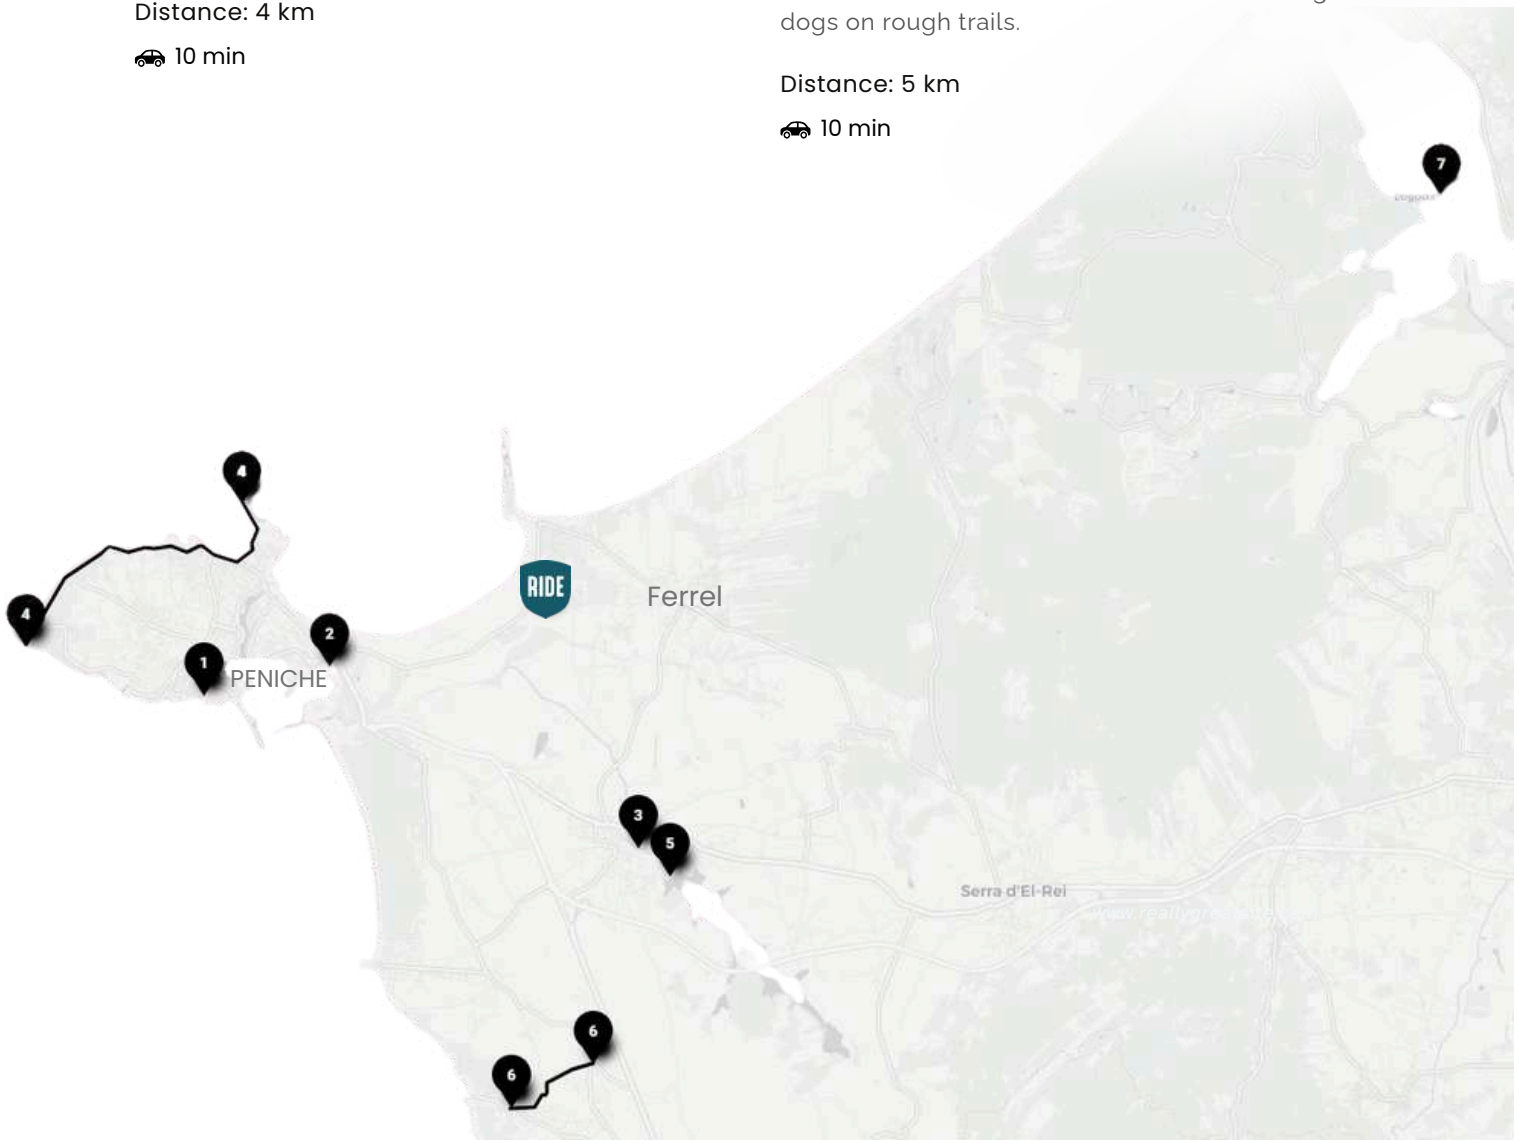 Distance: 4 km
10 min
dogs on rough trails.
Distance: 5 km
10 min
7
4
RIDE
Ferrel
4
2
1
PENICHE
3
5
Serra d'El-Rei
6
6